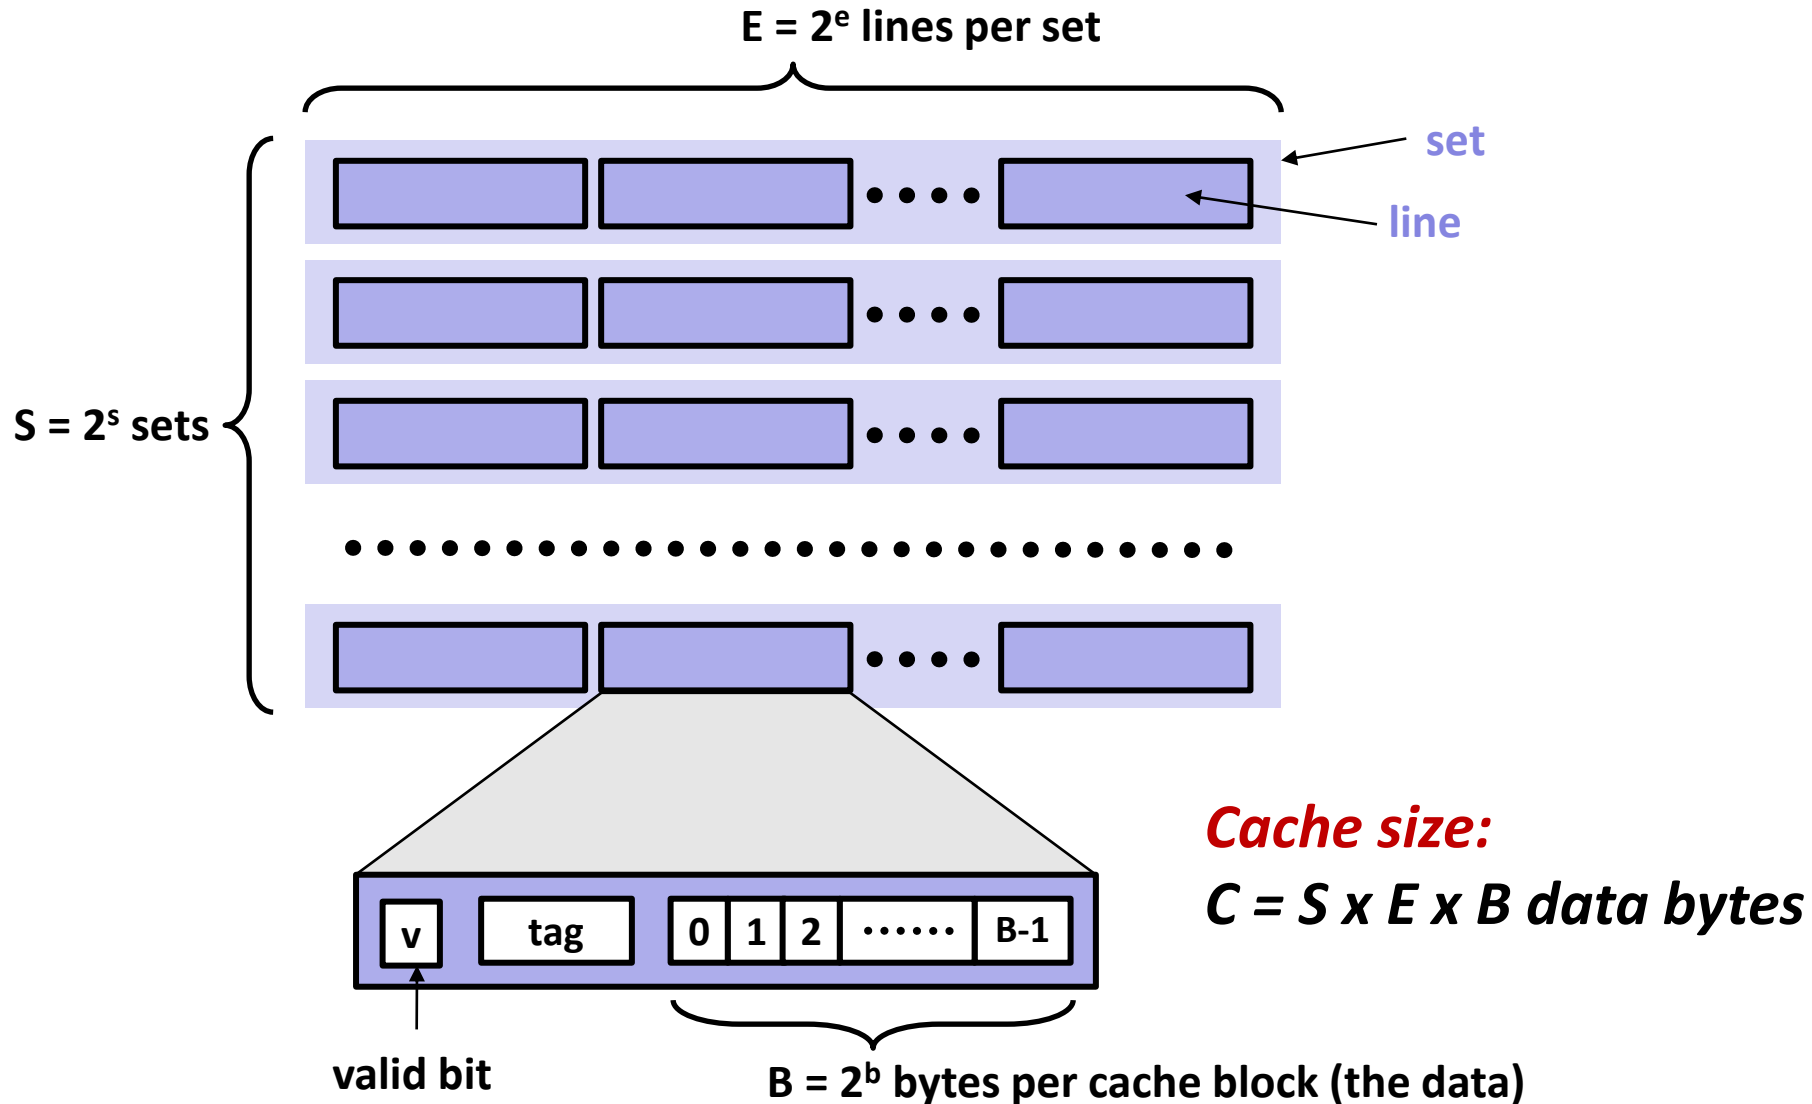 E = 2ᵉ lines per set
set
line
S = 2ˢ sets
Cache size:
C = S x E x B data bytes
v tag 0 1 2 •••••• B-1
valid bit
B = 2ᵇ bytes per cache block (the data)